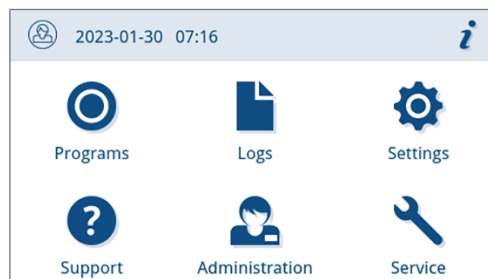 2023-01-30 07:16 i
Programs Logs Settings
?
Support Administration Service